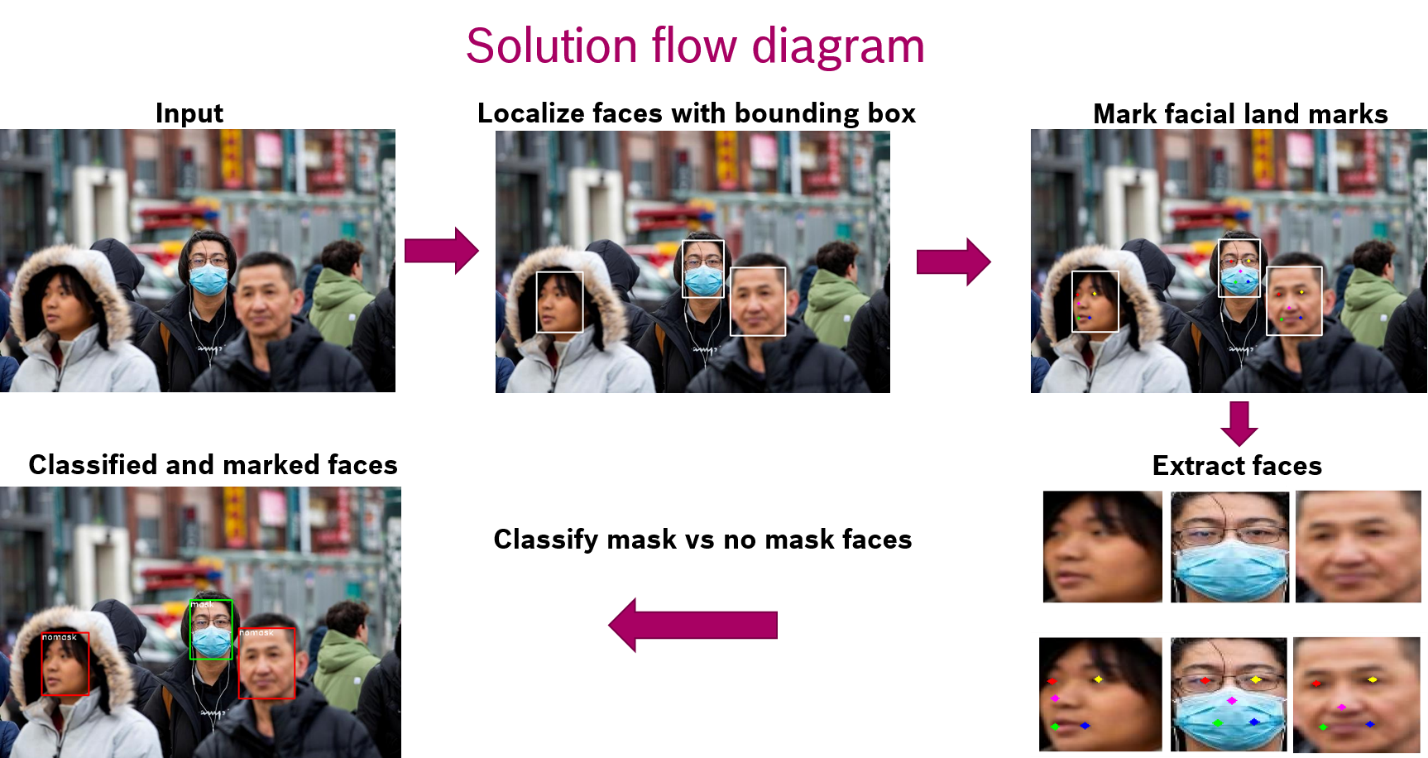 Solution flow diagram
Input
Localize faces with bounding box
Mark facial land marks
Extract faces
Classify mask vs no mask faces
Classified and marked faces
mask
nomask
nomask